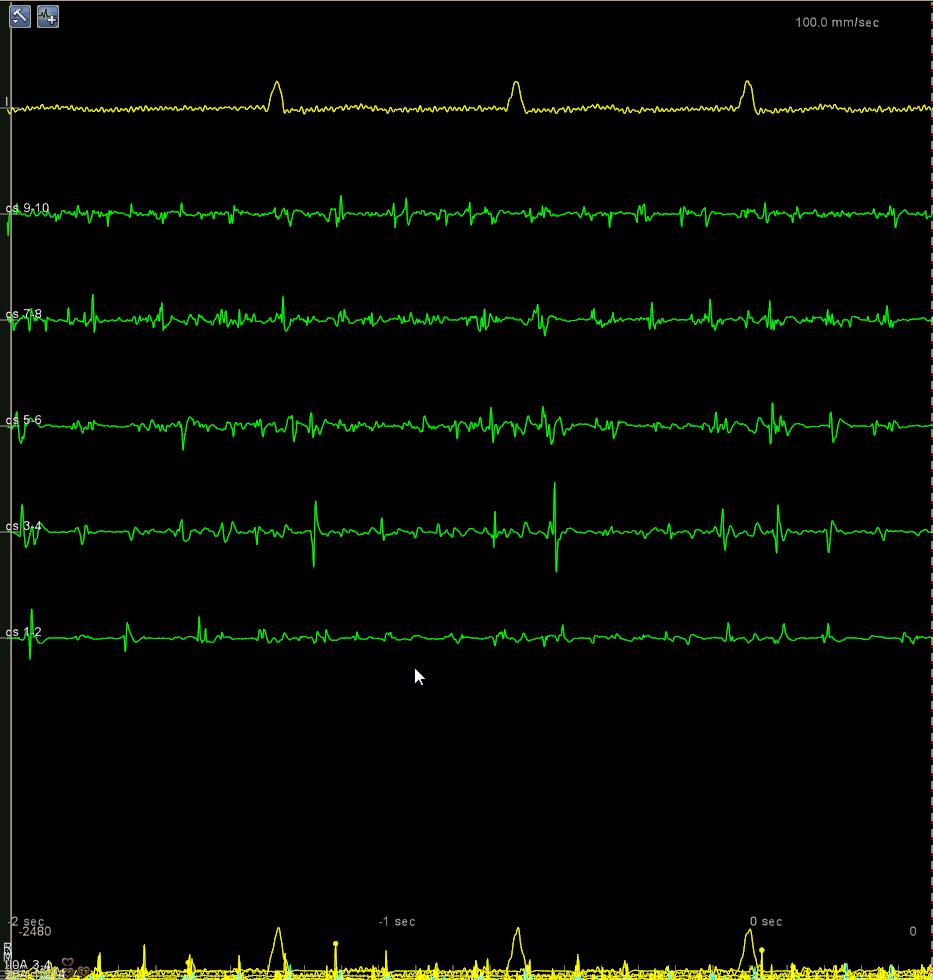 100.0 mm/sec
I
cs 9-10
cs 7-8
cs 5-6
cs 3-4
cs 1-2
-2 sec
-1 sec
0 sec
-2480
0